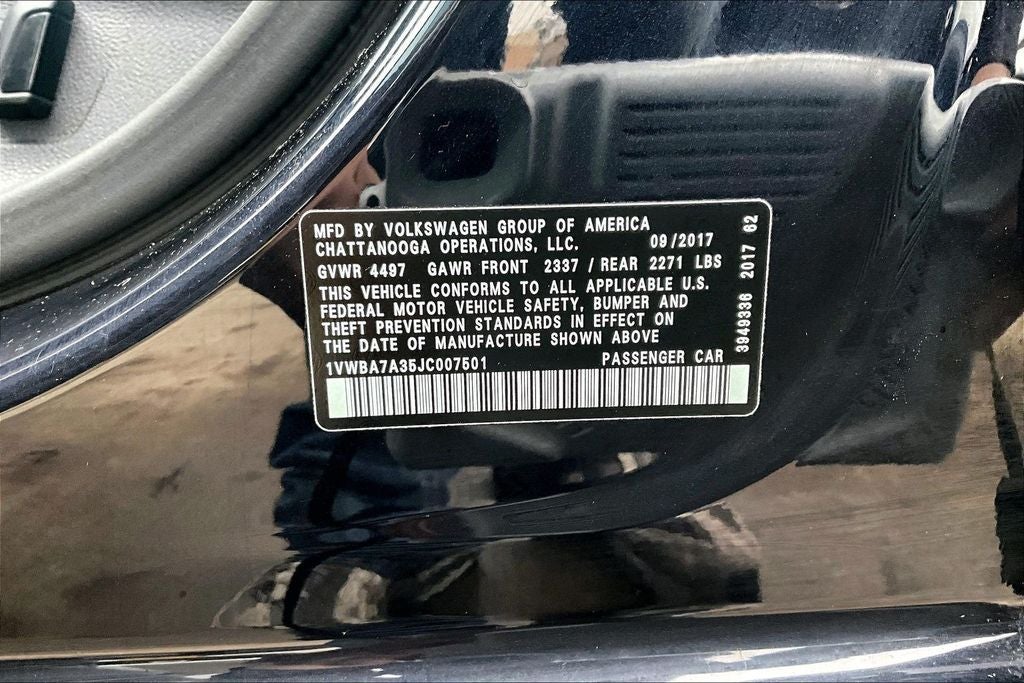 MFD BY VOLKSWAGEN GROUP OF AMERICA
CHATTANOOGA OPERATIONS, LLC. 09/2017
GVWR 4497 GAWR FRONT 2337 / REAR 2271 LBS
THIS VEHICLE CONFORMS TO ALL APPLICABLE U.S.
FEDERAL MOTOR VEHICLE SAFETY, BUMPER AND
THEFT PREVENTION STANDARDS IN EFFECT ON
THE DATE OF MANUFACTURE SHOWN ABOVE
1VWBA7A35JC007501 PASSENGER CAR
3949336 2017 62